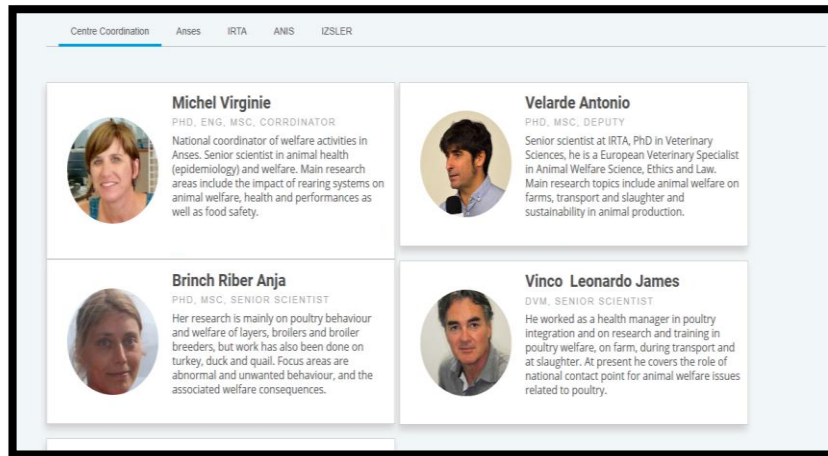 Centre Coordination Anses IRTA ANIS IZSLER
Michel Virginie
PHD, ENG, MSC, CORRDINATOR
National coordinator of welfare activities in
Anses. Senior scientist in animal health
(epidemiology) and welfare. Main research
areas include the impact of rearing systems on
animal welfare, health and performances as
well as food safety.
Velarde Antonio
PHD, MSC, DEPUTY
Senior scientist at IRTA, PhD in Veterinary
Sciences, he is a European Veterinary Specialist
in Animal Welfare Science, Ethics and Law.
Main research topics include animal welfare on
farms, transport and slaughter and
sustainability in animal production.
Brinch Riber Anja
PHD, MSC, SENIOR SCIENTIST
Her research is mainly on poultry behaviour
and welfare of layers, broilers and broiler
breeders, but work has also been done on
turkey, duck and quail. Focus areas are
abnormal and unwanted behaviour, and the
associated welfare consequences.
Vinco Leonardo James
DVM, SENIOR SCIENTIST
He worked as a health manager in poultry
integration and on research and training in
poultry welfare, on farm, during transport and
at slaughter. At present he covers the role of
national contact point for animal welfare issues
related to poultry.